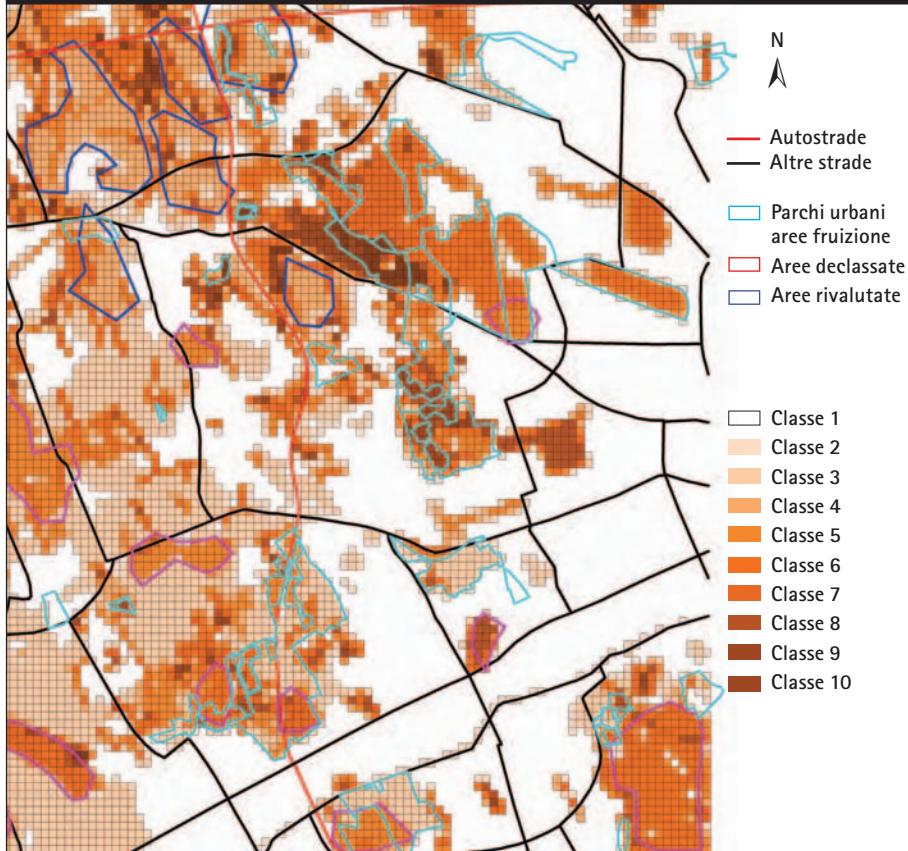 N
Autostrade
Altre strade
Parchi urbani
aree fruizione
Aree declassate
Aree rivalutate
Classe 1
Classe 2
Classe 3
Classe 4
Classe 5
Classe 6
Classe 7
Classe 8
Classe 9
Classe 10